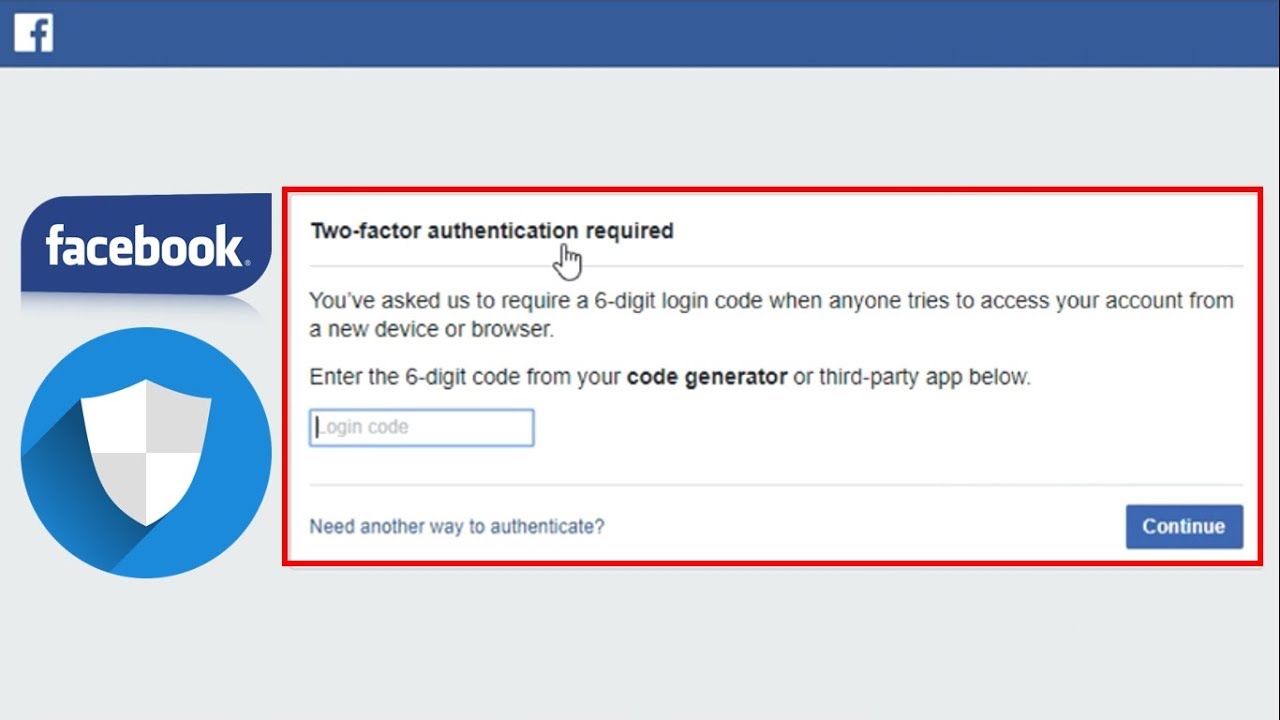 f
facebook®
Two-factor authentication required
You've asked us to require a 6-digit login code when anyone tries to access your account from
a new device or browser.
Enter the 6-digit code from your code generator or third-party app below.
Login code
Need another way to authenticate?
Continue